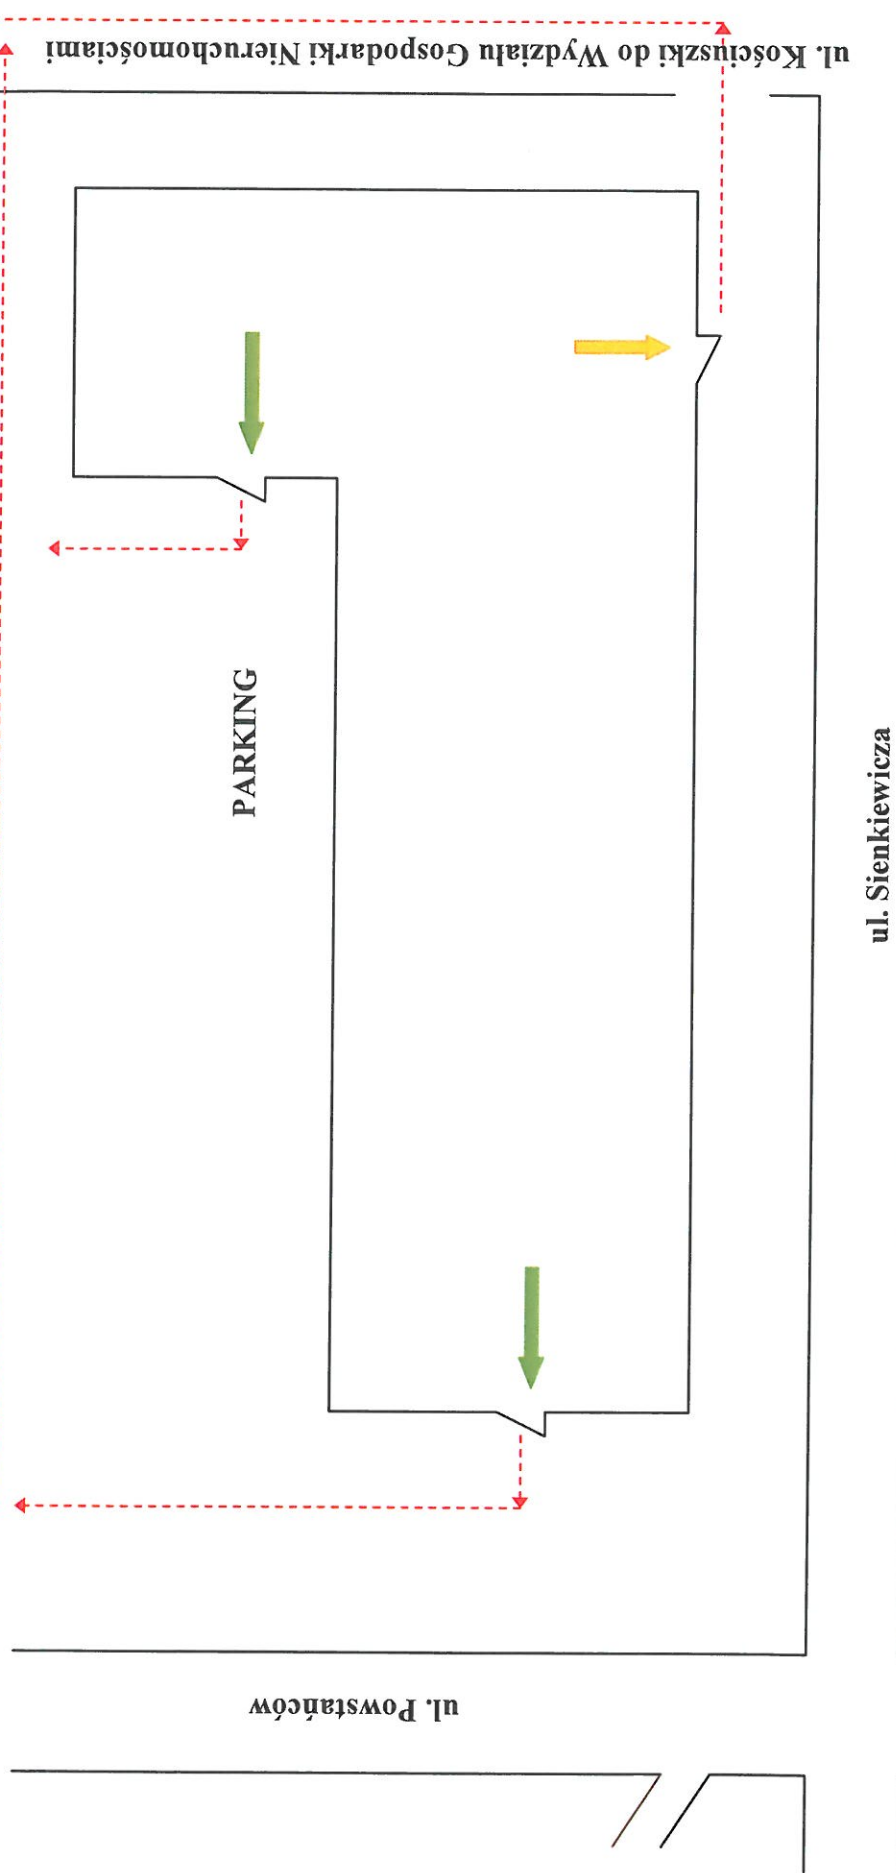 ul. Kościuszki do Wydziału Gospodarki Nieruchomościami
PARKING
ul. Sienkiewicza
ul. Powstańców